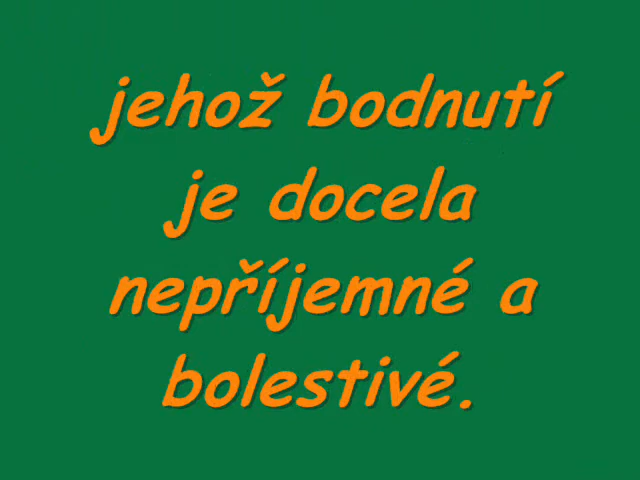 jehož bodnutí
je docela
nepříjemné a
bolestivé.